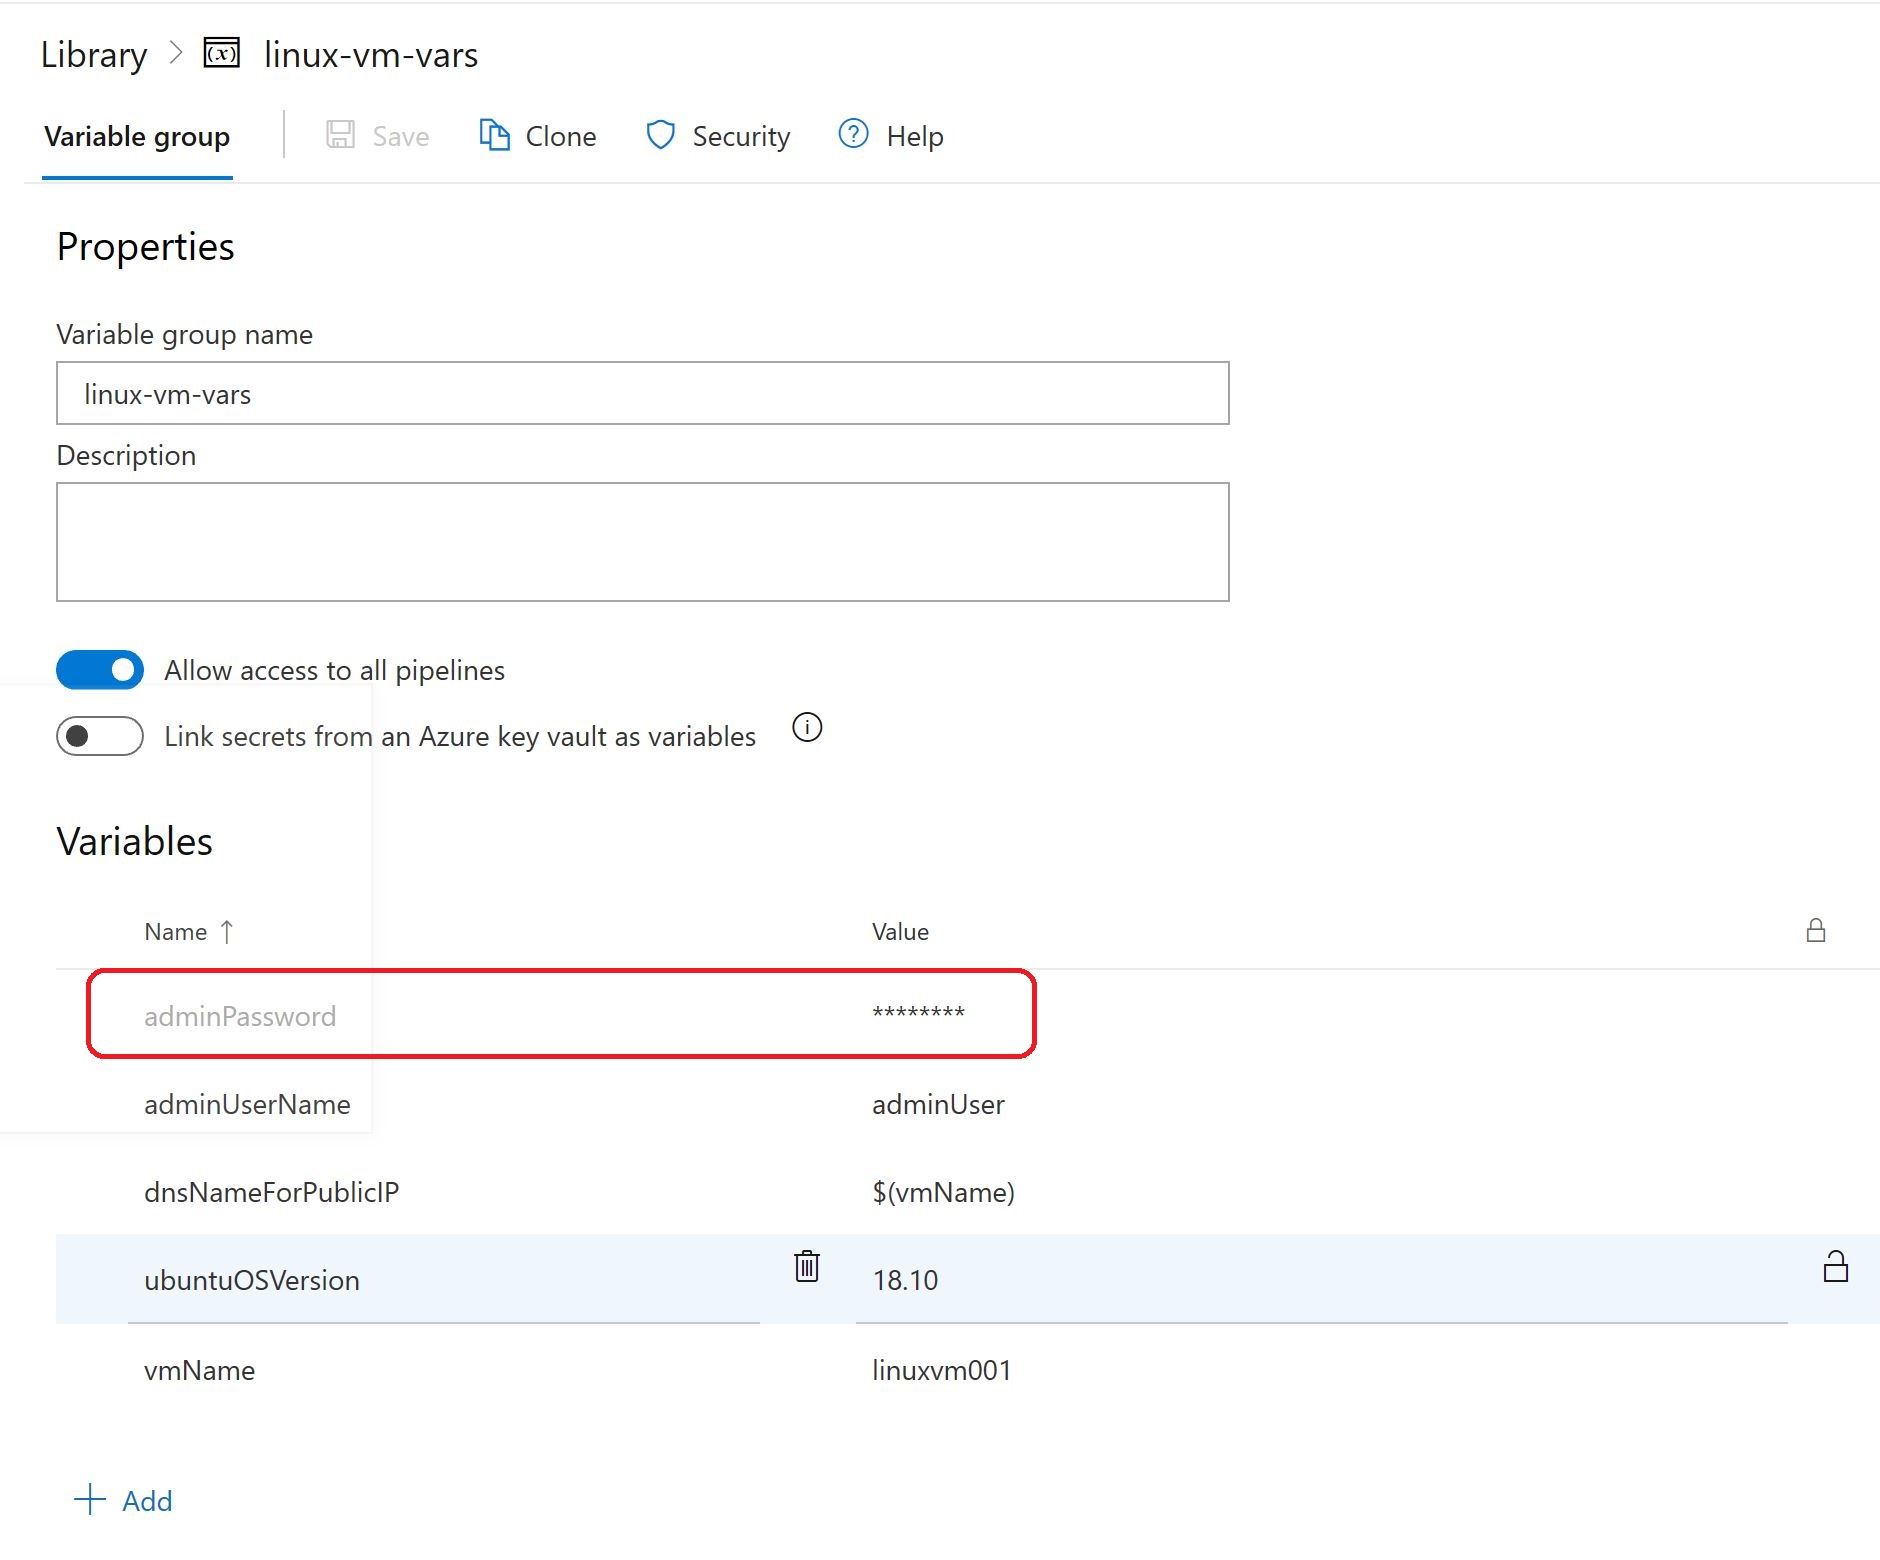 Library > (x) linux-vm-vars
Variable group Save Clone Security ? Help
Properties
Variable group name
linux-vm-vars
Description
Allow access to all pipelines
Link secrets from an Azure key vault as variables i
Variables
Name ↑ Value
adminPassword ********
adminUserName adminUser
dnsNameForPublicIP $(vmName)
ubuntuOSVersion 18.10
vmName linuxvm001
+ Add